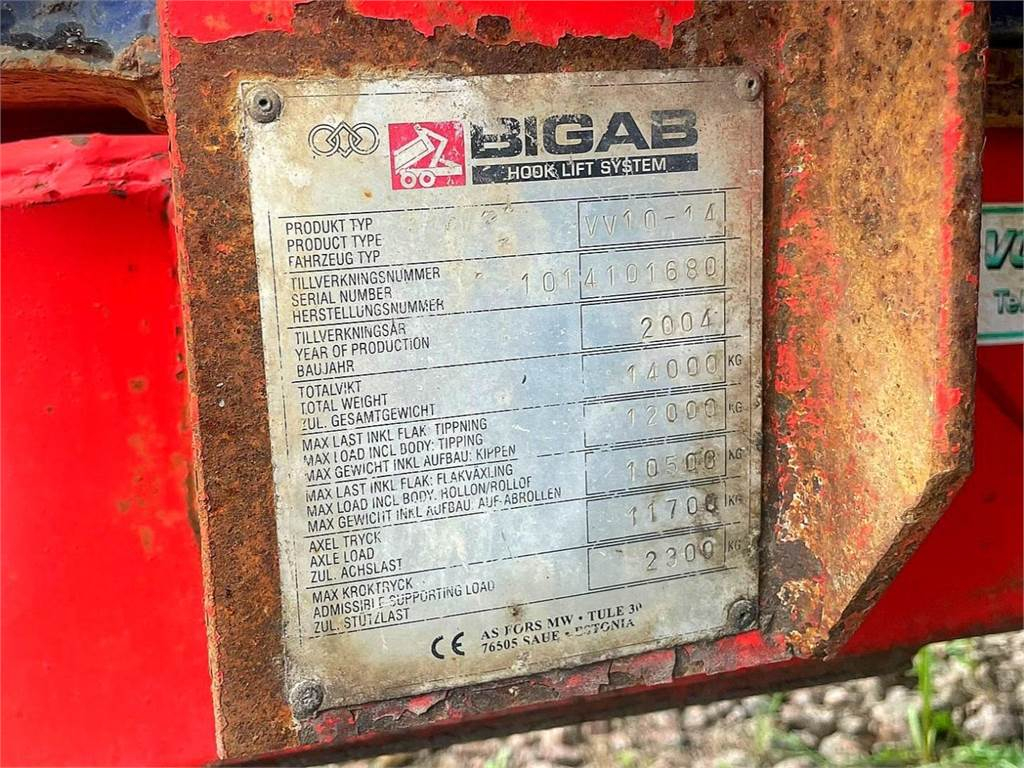 BIGAB
HOOK LIFT SYSTEM
PRODUKT TYP
PRODUCT TYPE
FAHRZEUG TYP
VV10-14
TILLVERKNINGSNUMMER
SERIAL NUMBER
HERSTELLUNGSNUMMER
1014101680
TILLVERKNINGSÅR
YEAR OF PRODUCTION
BAUJAHR
2004
TOTALVIKT
TOTAL WEIGHT
ZUL. GESAMTGEWICHT
14000 KG
MAX LAST INKL FLAK: TIPPNING
MAX LOAD INCL BODY: TIPPING
MAX GEWICHT INKL AUFBAU: KIPPEN
12000 KG
MAX LAST INKL FLAK: FLAKVÄXLING
MAX LOAD INCL BODY: ROLLON/ROLLOF
MAX GEWICHT INKL AUFBAU: AUF-ABROLLEN
10500 KG
AXEL TRYCK
AXLE LOAD
ZUL. ACHSLAST
11700 KG
MAX KROKTRYCK
ADMISSIBLE SUPPORTING LOAD
ZUL. STÜTZLAST
2300 KG
CE
AS FORS MW • TULE 30
76505 SAUE • ESTONIA